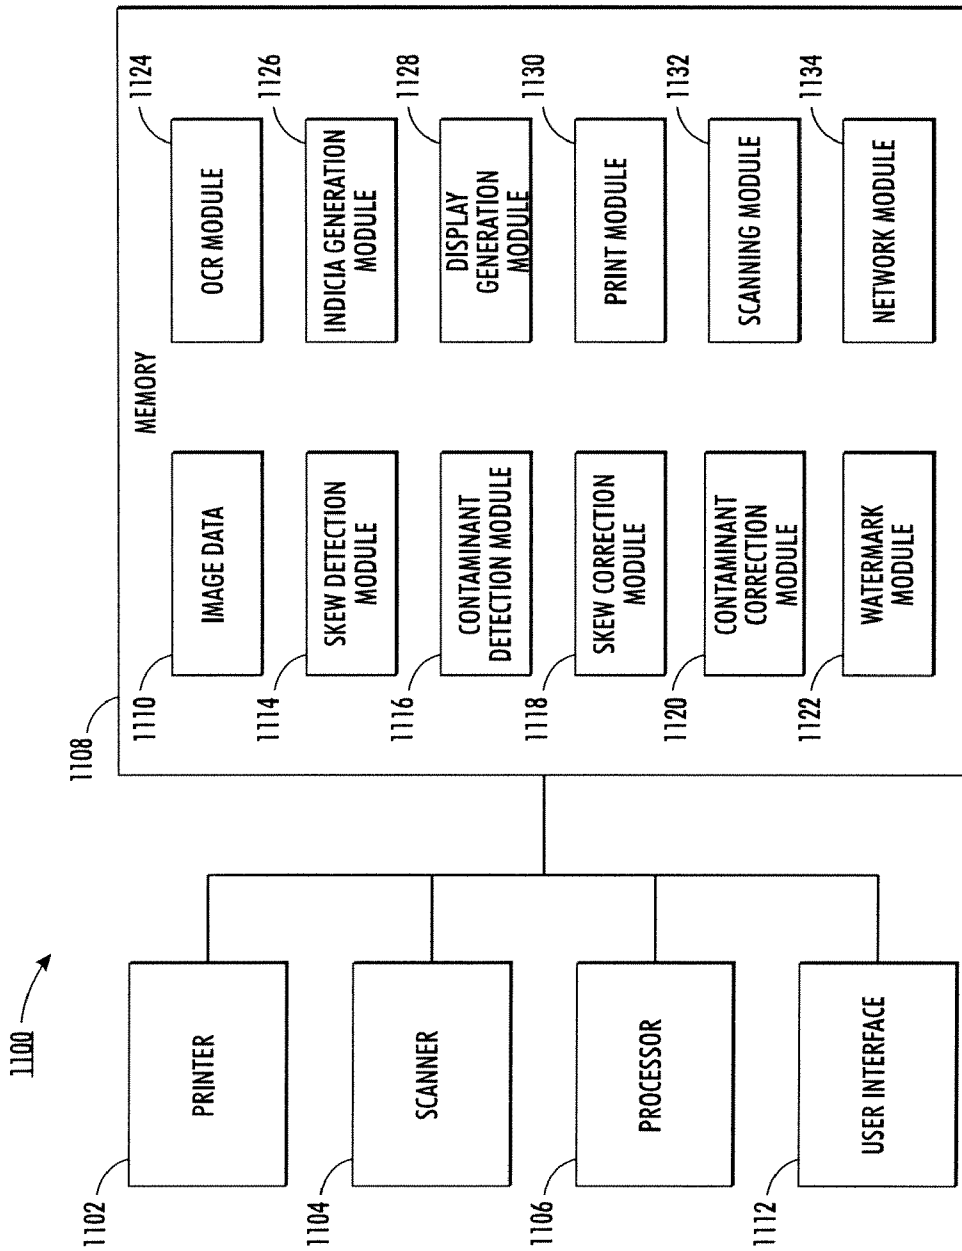 1100
1102
PRINTER
1104
SCANNER
1106
PROCESSOR
1112
USER INTERFACE
1108
MEMORY
1110
IMAGE DATA
1114
SKEW DETECTION
MODULE
1116
CONTAMINANT
DETECTION MODULE
1118
SKEW CORRECTION
MODULE
1120
CONTAMINANT
CORRECTION
MODULE
1122
WATERMARK
MODULE
1124
OCR MODULE
1126
INDICIA GENERATION
MODULE
1128
DISPLAY
GENERATION
MODULE
1130
PRINT MODULE
1132
SCANNING MODULE
1134
NETWORK MODULE